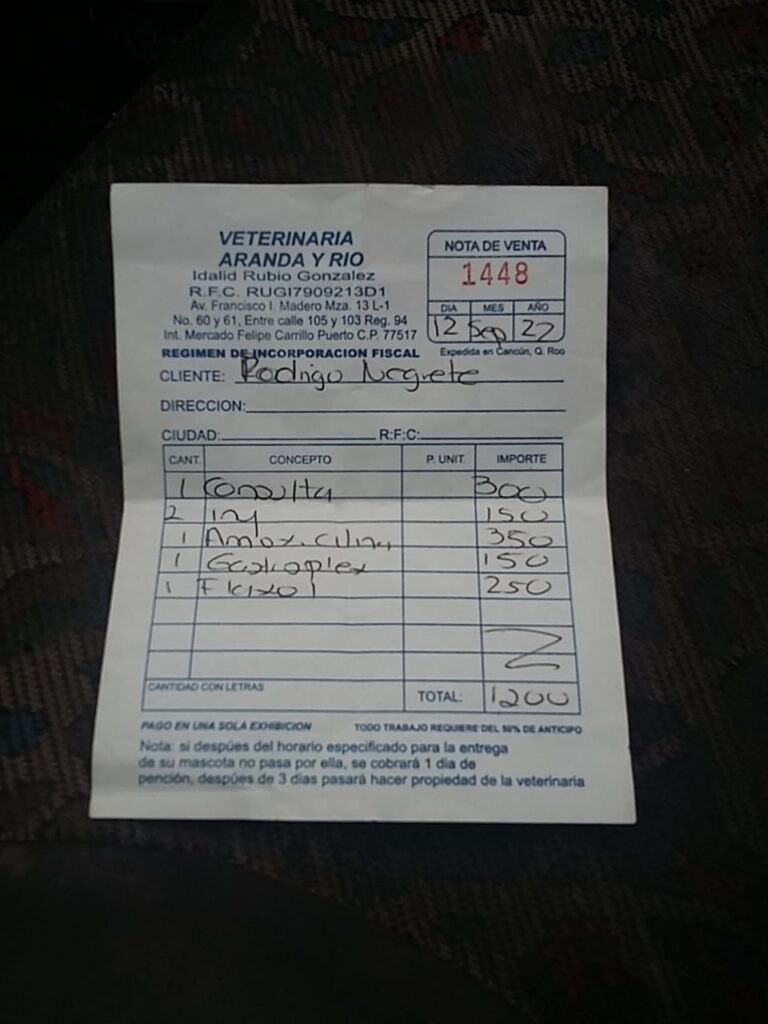 VETERINARIA
ARANDA Y RIO
Idalid Rubio Gonzalez
R.F.C. RUGI7909213D1
Av. Francisco I. Madero Mza. 13 L-1
No. 60 y 61, Entre calle 105 y 103 Reg. 94
Int. Mercado Felipe Carrillo Puerto C.P. 77517
REGIMEN DE INCORPORACION FISCAL
NOTA DE VENTA
1448
DIA MES AÑO
12 Sep 22
Expedida en Cancún, Q. Roo
CLIENTE: Rodrigo Negrete
DIRECCION:
CIUDAD: R:F:C:
CANT. CONCEPTO P. UNIT. IMPORTE
1 Consulta 300
2 iny 150
1 Amoxicilina 350
1 150
1 250
CANTIDAD CON LETRAS
TOTAL: 1200
PAGO EN UNA SOLA EXHIBICION TODO TRABAJO REQUIERE DEL 50% DE ANTICIPO
Nota: si despúes del horario especificado para la entrega
de su mascota no pasa por ella, se cobrará 1 dia de
pención, despúes de 3 dias pasará hacer propiedad de la veterinaria